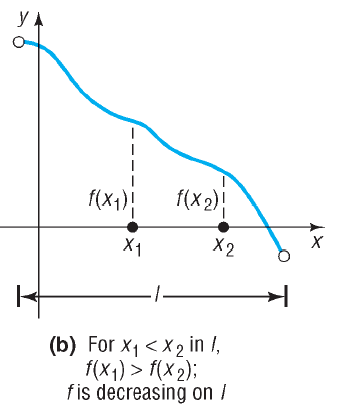 y
f(x₁)
f(x₂)
x₁
x₂
x
I
(b) For x₁ < x₂ in I,
f(x₁) > f(x₂);
f is decreasing on I